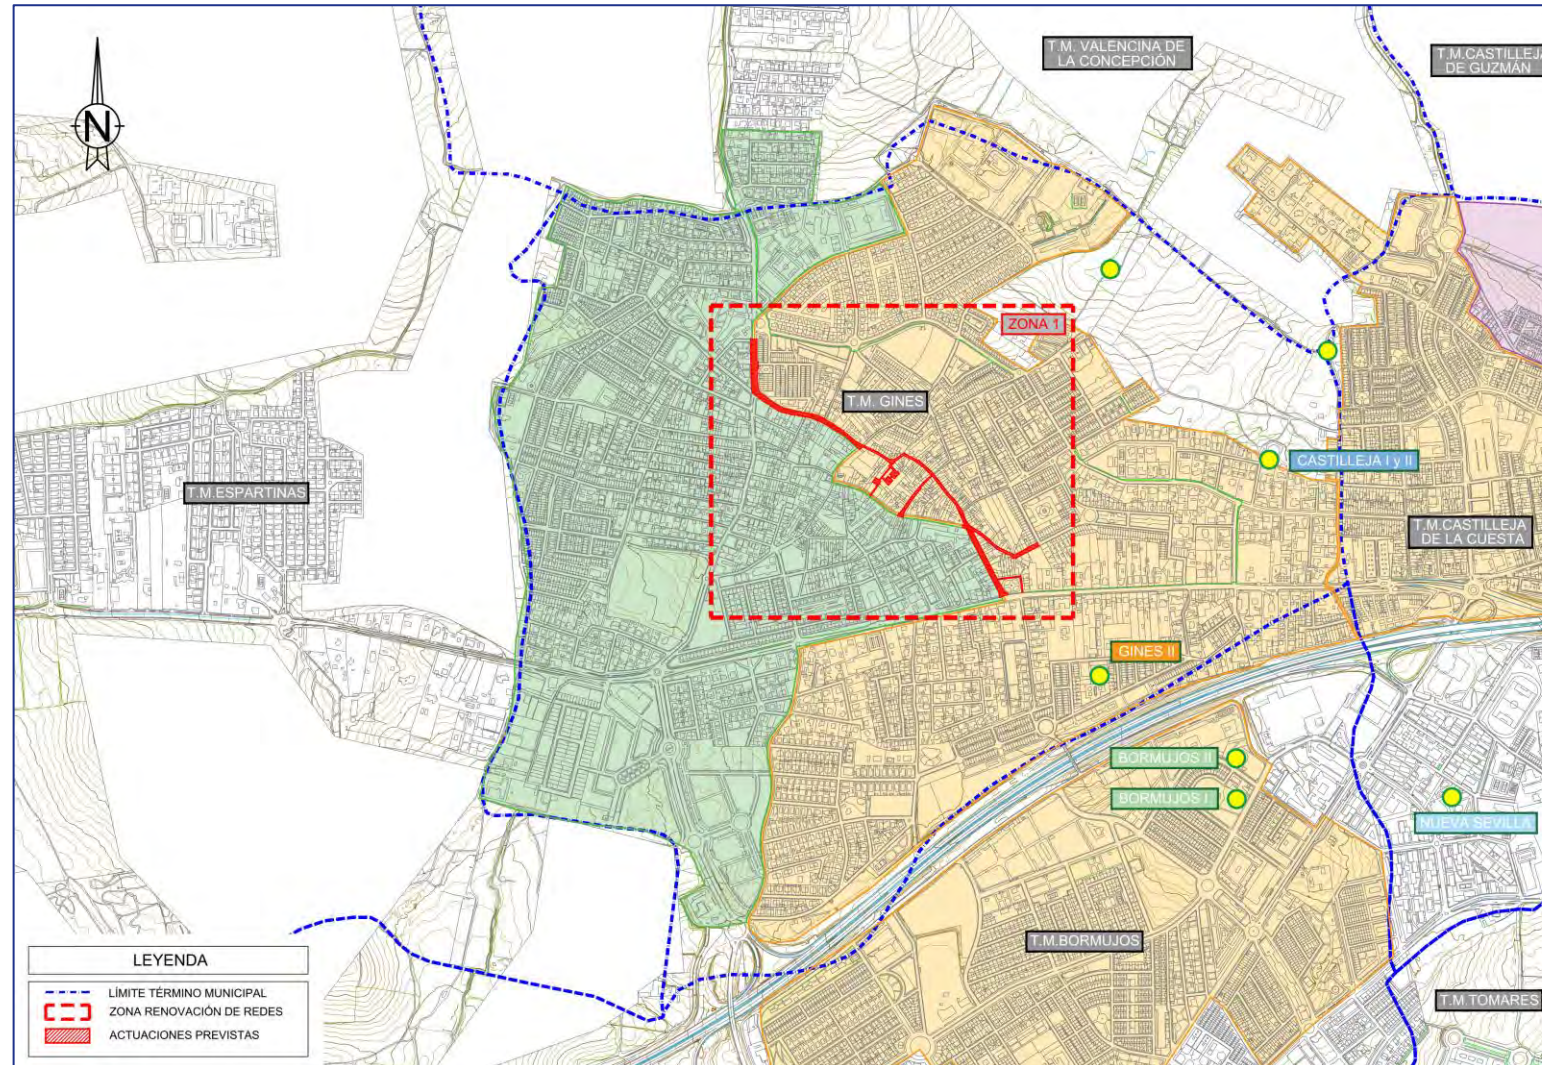 T.M. VALENCINA DE
LA CONCEPCIÓN
T.M.CASTILLEJA
DE GUZMÁN
N
ZONA 1
T.M. GINES
CASTILLEJA I y II
T.M.ESPARTINAS
T.M.CASTILLEJA
DE LA CUESTA
GINES II
BORMUJOS II
BORMUJOS I
NUEVA SEVILLA
T.M.BORMUJOS
T.M.TOMARES
LEYENDA
LÍMITE TÉRMINO MUNICIPAL
ZONA RENOVACIÓN DE REDES
ACTUACIONES PREVISTAS